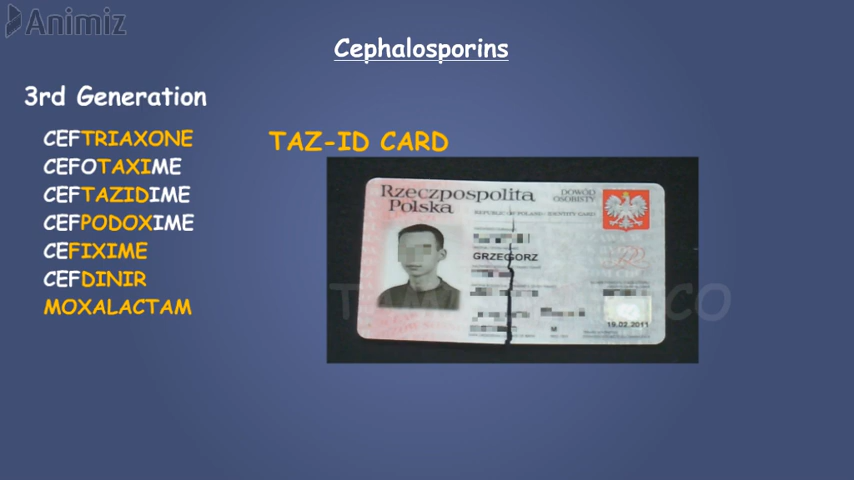 Animiz
Cephalosporins
3rd Generation
CEFTRIAXONE
CEFOTAXIME
CEFTAZIDIME
CEFPODOXIME
CEFIXIME
CEFDINIR
MOXALACTAM
TAZ-ID CARD
Rzeczpospolita
Polska
DOWÓD
OSOBISTY
REPUBLIC OF POLAND / IDENTITY CARD
GRZEGORZ
M
19.02.2011